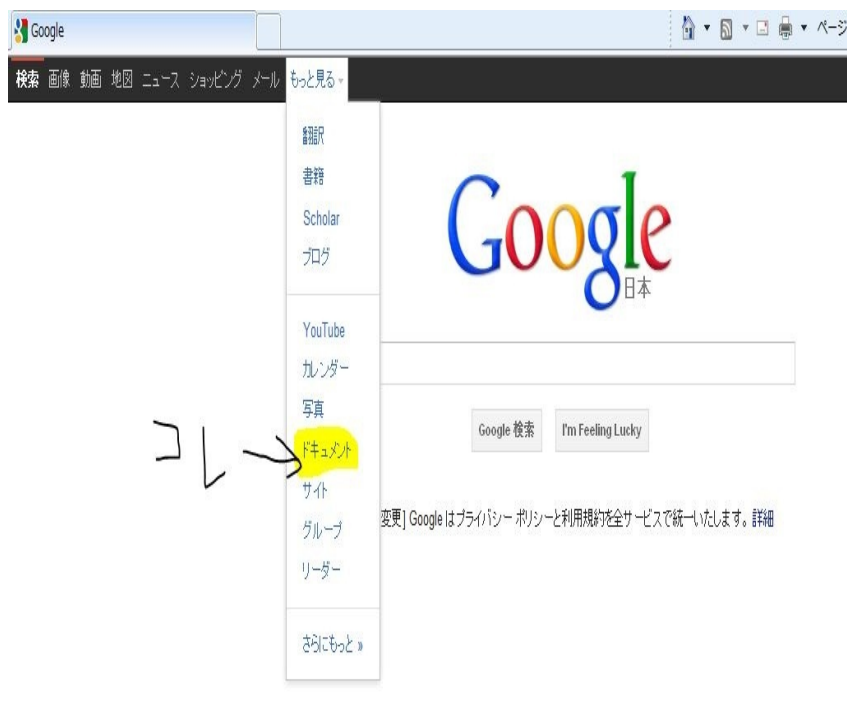 Google
ページ
検索 画像 動画 地図 ニュース ショッピング メール もっと見る
翻訳
書籍
Scholar
ブログ
Google
日本
YouTube
カレンダー
写真
Google 検索 I'm Feeling Lucky
コレ
ドキュメント
サイト
変更] Google はプライバシー ポリシーと利用規約を全サービスで統一いたします。詳細
グループ
リーダー
さらにもっと »